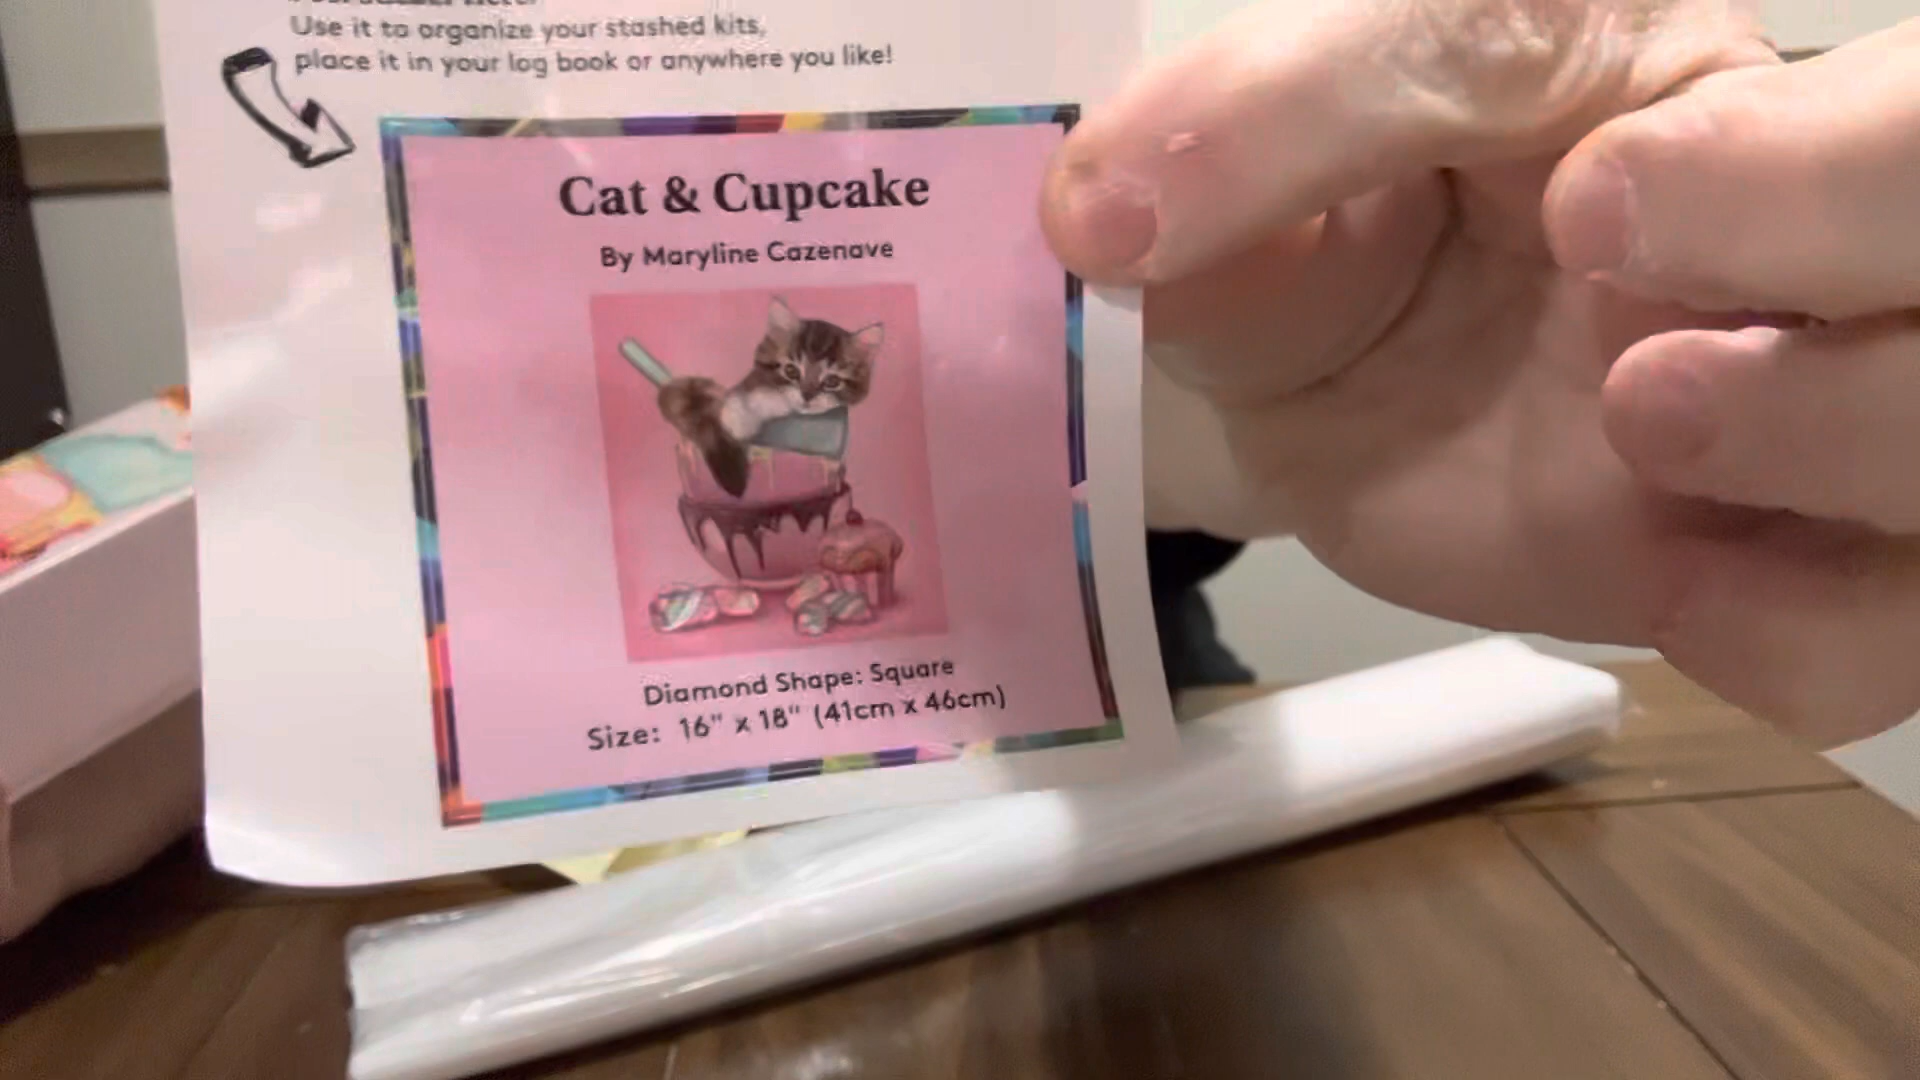 Use it to organize your stashed kits,
place it in your log book or anywhere you like!
Cat & Cupcake
By Maryline Cazenave
Diamond Shape: Square
Size: 16" x 18" (41cm x 46cm)